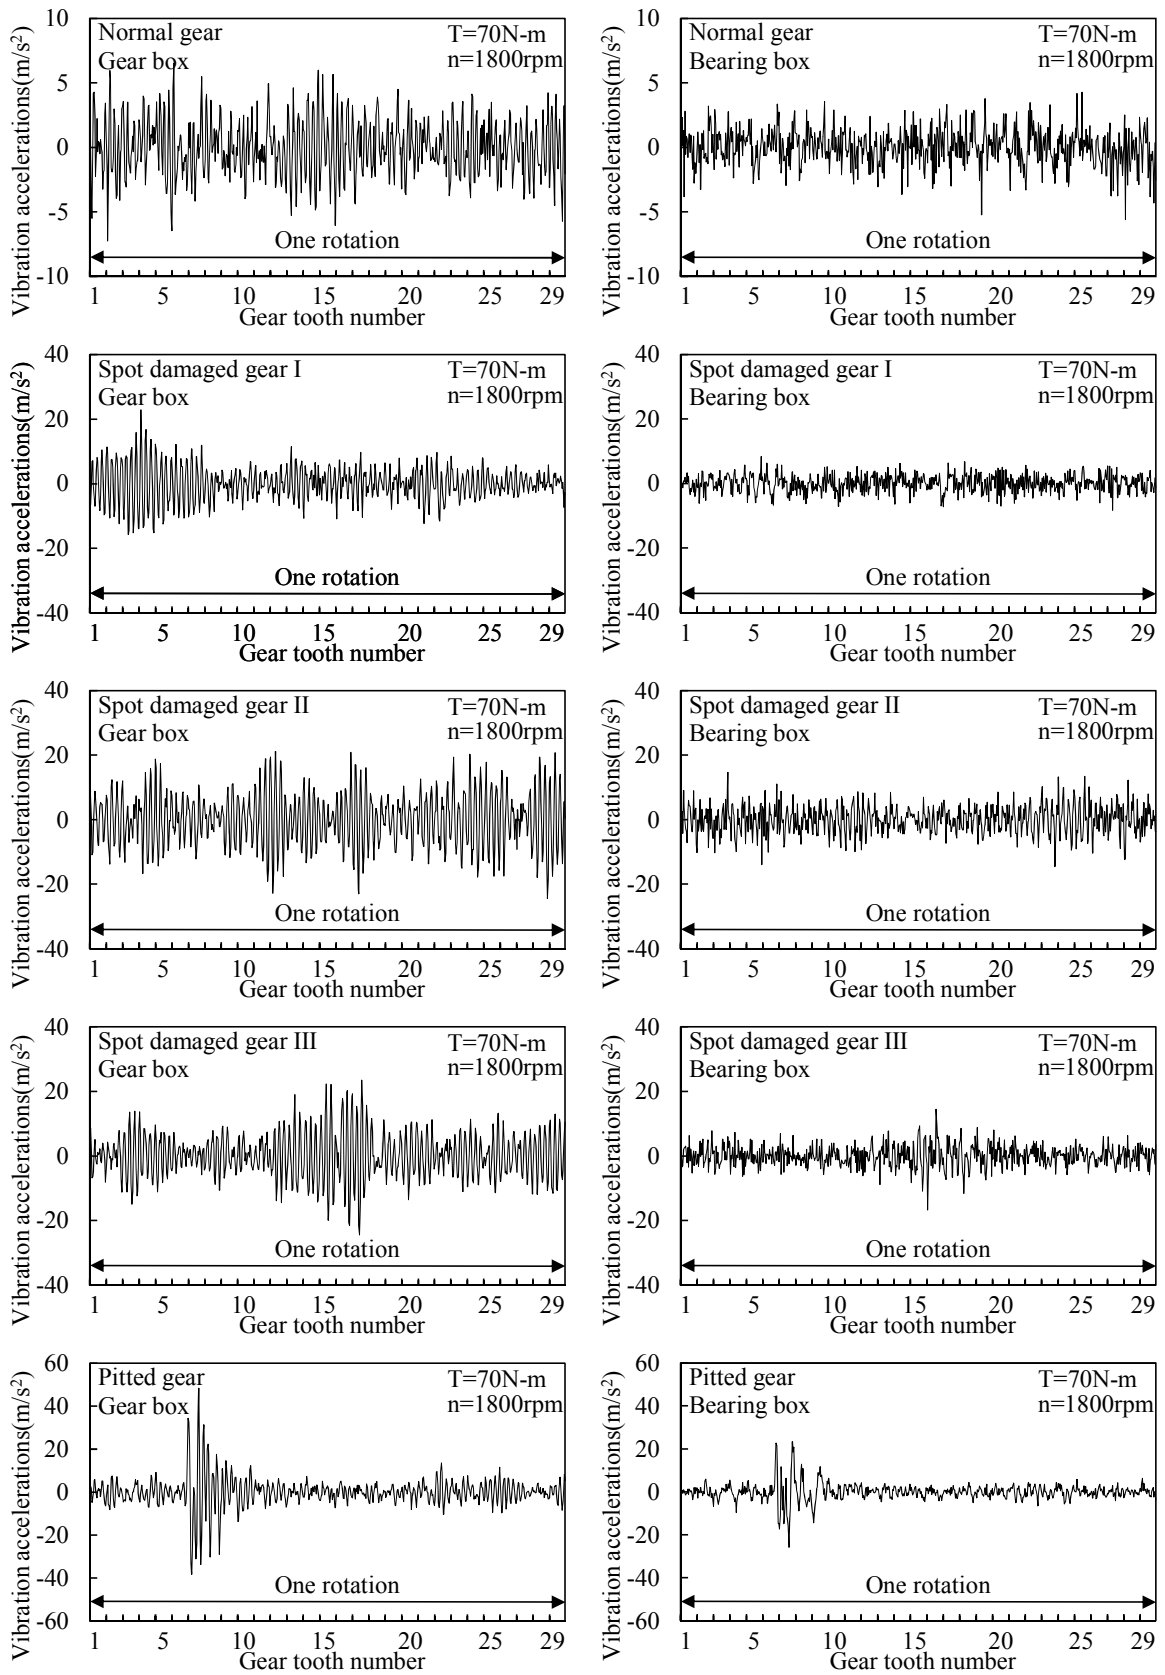 Vibration accelerations(m/s²)
10
5
0
-5
-10
Normal gear
Gear box
T=70N-m
n=1800rpm
One rotation
1 5 10 15 20 25 29
Gear tooth number
Vibration accelerations(m/s²)
10
5
0
-5
-10
Normal gear
Bearing box
T=70N-m
n=1800rpm
One rotation
1 5 10 15 20 25 29
Gear tooth number
Vibration accelerations(m/s²)
40
20
0
-20
-40
Spot damaged gear I
Gear box
T=70N-m
n=1800rpm
One rotation
1 5 10 15 20 25 29
Gear tooth number
Vibration accelerations(m/s²)
40
20
0
-20
-40
Spot damaged gear I
Bearing box
T=70N-m
n=1800rpm
One rotation
1 5 10 15 20 25 29
Gear tooth number
Vibration accelerations(m/s²)
40
20
0
-20
-40
Spot damaged gear II
Gear box
T=70N-m
n=1800rpm
One rotation
1 5 10 15 20 25 29
Gear tooth number
Vibration accelerations(m/s²)
40
20
0
-20
-40
Spot damaged gear II
Bearing box
T=70N-m
n=1800rpm
One rotation
1 5 10 15 20 25 29
Gear tooth number
Vibration accelerations(m/s²)
40
20
0
-20
-40
Spot damaged gear III
Gear box
T=70N-m
n=1800rpm
One rotation
1 5 10 15 20 25 29
Gear tooth number
Vibration accelerations(m/s²)
40
20
0
-20
-40
Spot damaged gear III
Bearing box
T=70N-m
n=1800rpm
One rotation
1 5 10 15 20 25 29
Gear tooth number
Vibration accelerations(m/s²)
60
40
20
0
-20
-40
-60
Pitted gear
Gear box
T=70N-m
n=1800rpm
One rotation
1 5 10 15 20 25 29
Gear tooth number
Vibration accelerations(m/s²)
60
40
20
0
-20
-40
-60
Pitted gear
Bearing box
T=70N-m
n=1800rpm
One rotation
1 5 10 15 20 25 29
Gear tooth number